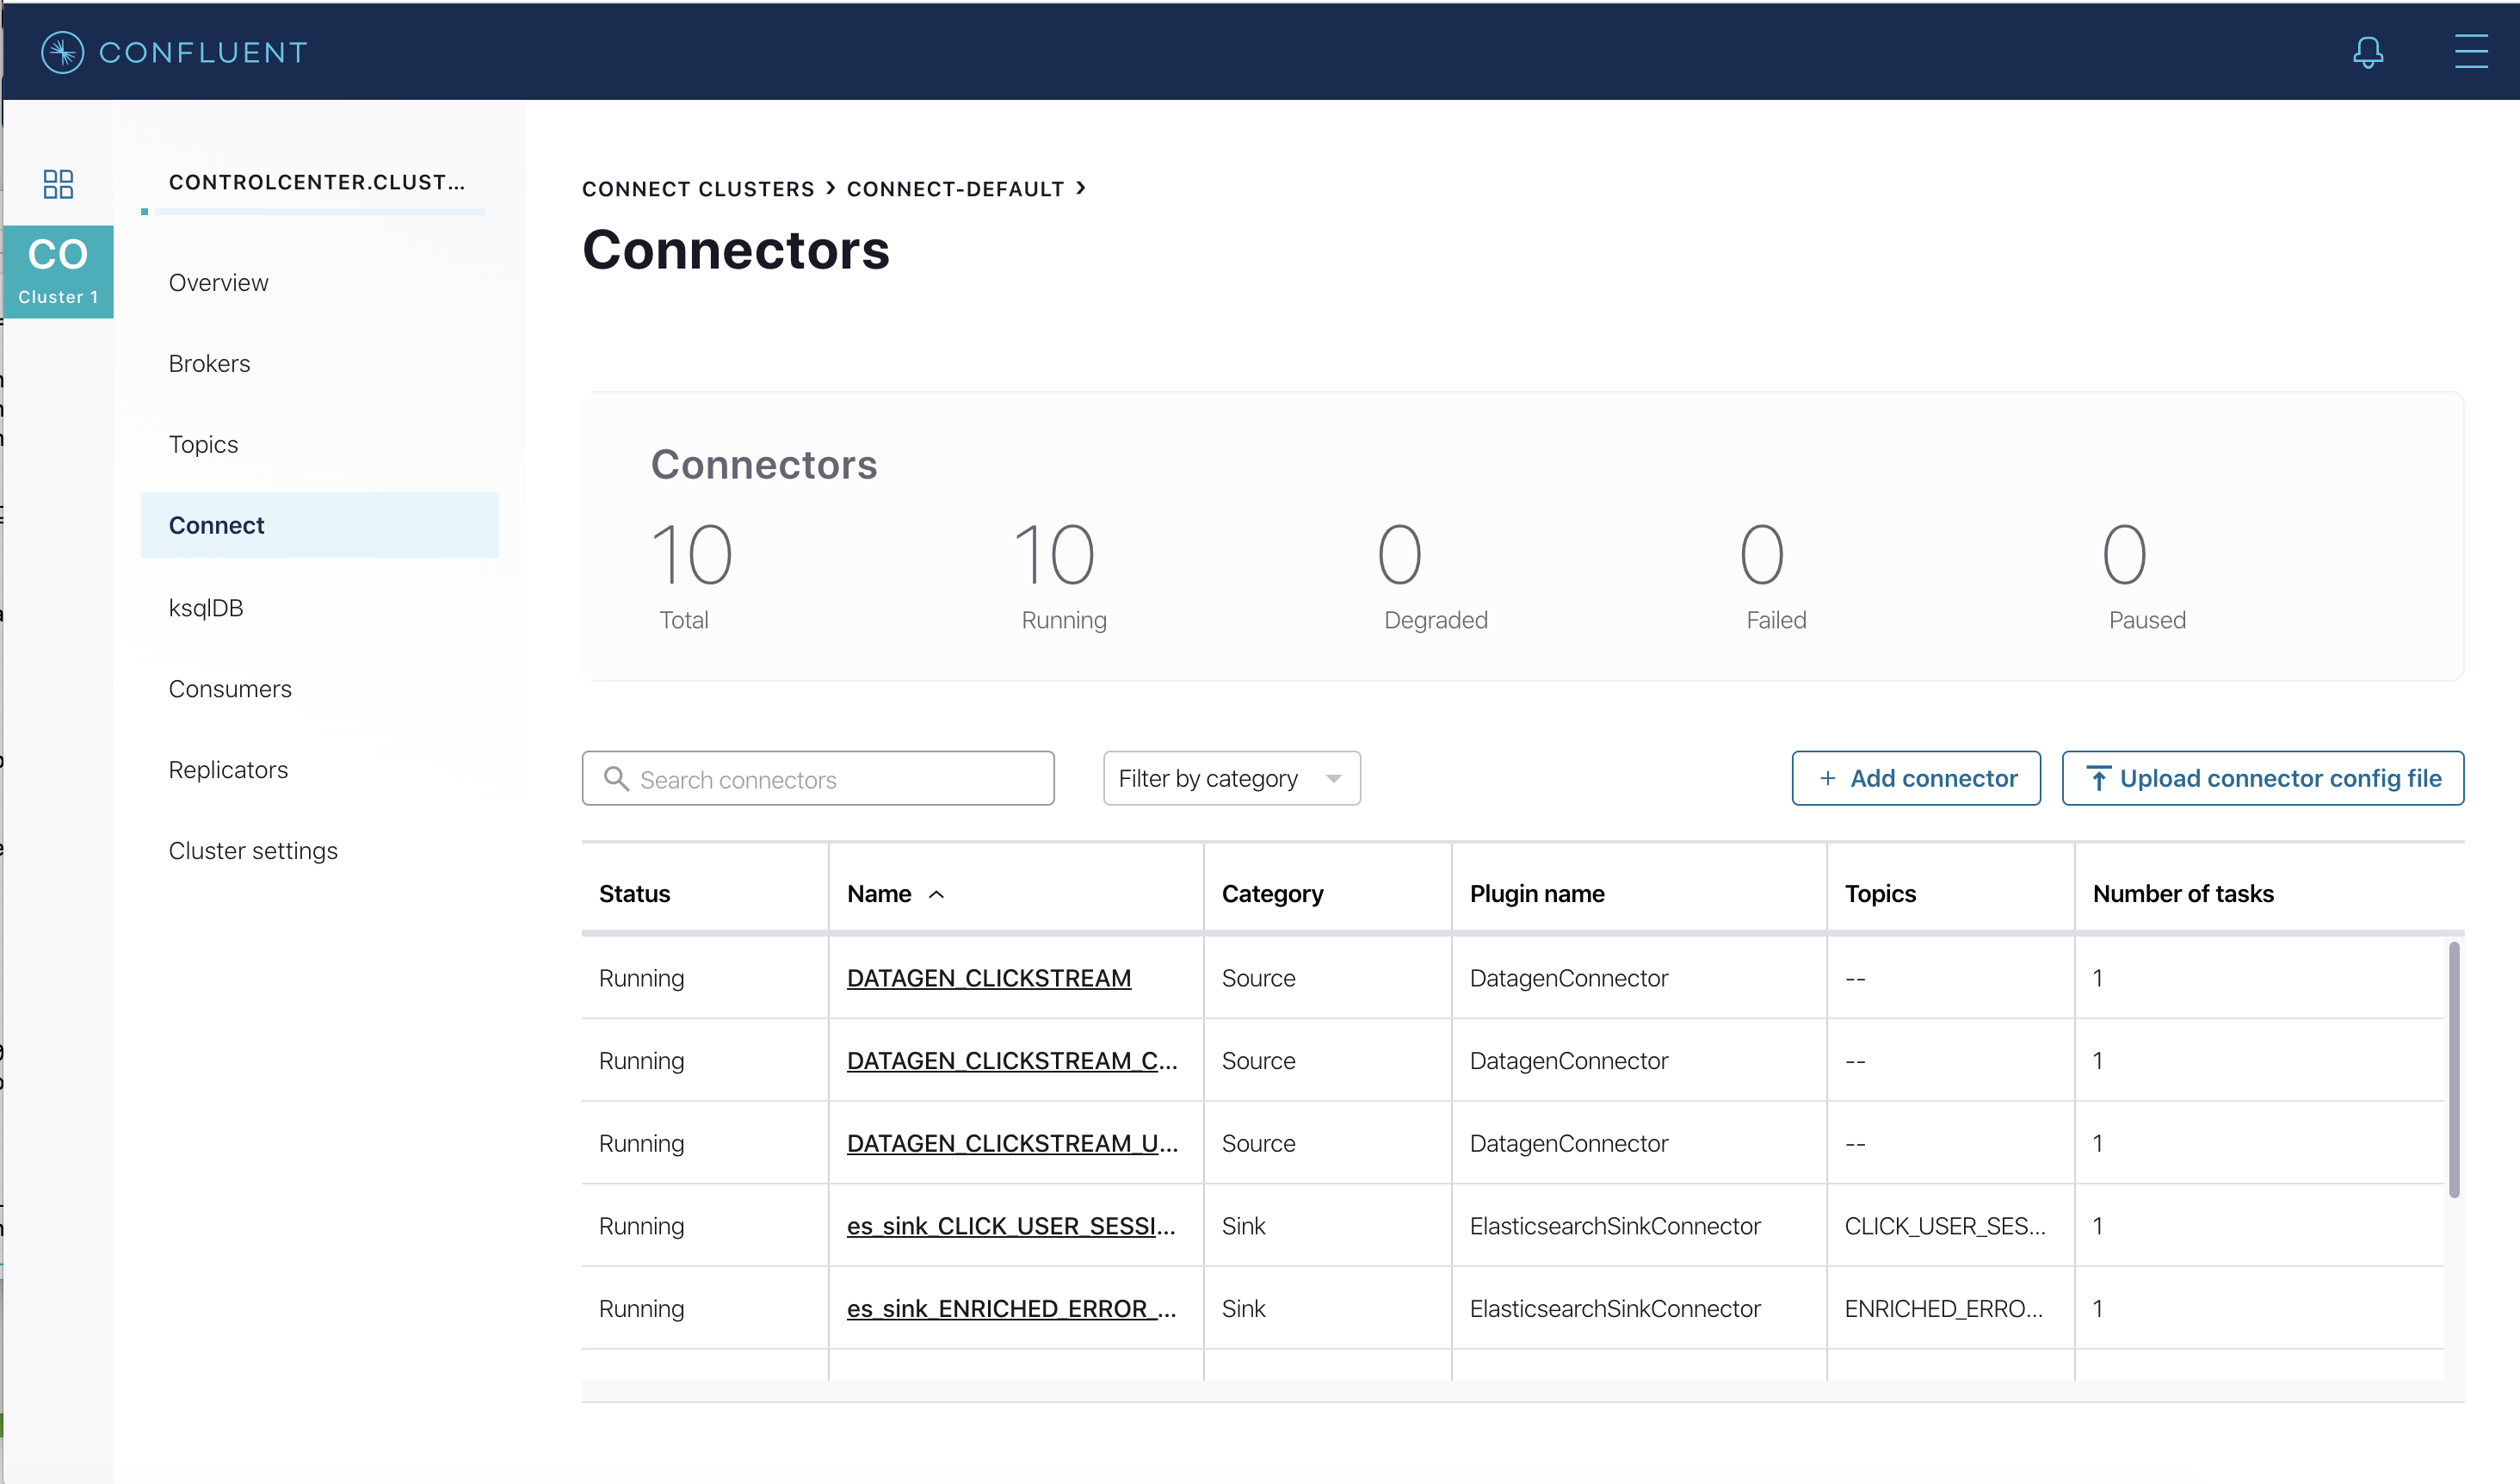 CONFLUENT
CONTROLCENTER.CLUST...
CO
Cluster 1
Overview
Brokers
Topics
Connect
ksqlDB
Consumers
Replicators
Cluster settings
CONNECT CLUSTERS > CONNECT-DEFAULT >
Connectors
Connectors
10 10 0 0 0
Total Running Degraded Failed Paused
Search connectors Filter by category + Add connector Upload connector config file
Status Name Category Plugin name Topics Number of tasks
Running DATAGEN_CLICKSTREAM Source DatagenConnector -- 1
Running DATAGEN_CLICKSTREAM_C... Source DatagenConnector -- 1
Running DATAGEN_CLICKSTREAM_U... Source DatagenConnector -- 1
Running es_sink_CLICK_USER_SESSI... Sink ElasticsearchSinkConnector CLICK_USER_SES... 1
Running es_sink_ENRICHED_ERROR_... Sink ElasticsearchSinkConnector ENRICHED_ERRO... 1